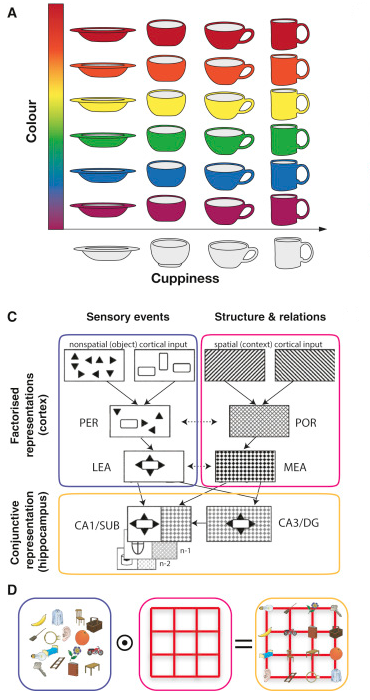 A
Colour
Cuppiness
C
Sensory events
Structure & relations
nonspatial (object) cortical input
spatial (context) cortical input
Factorised
representations
(cortex)
PER
POR
LEA
MEA
Conjunctive
representation
(hippocampus)
CA1/SUB
CA3/DG
n-1
n-2
D